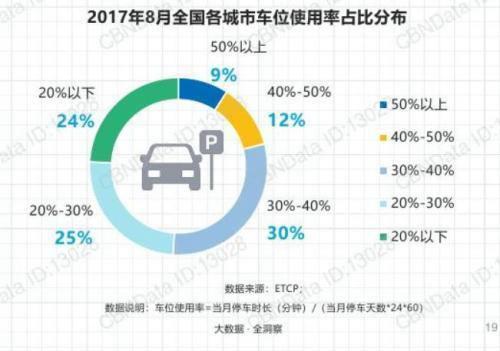 2017年8月全国各城市车位使用率占比分布
50%以上
9%
40%-50%
12%
30%-40%
30%
20%-30%
25%
20%以下
24%
P
50%以上
40%-50%
30%-40%
20%-30%
20%以下
数据来源：ETCP;
数据说明：车位使用率=当月停车时长（分钟）/（当月停车天数*24*60）
大数据 · 全洞察
19
CBNData ID:13028